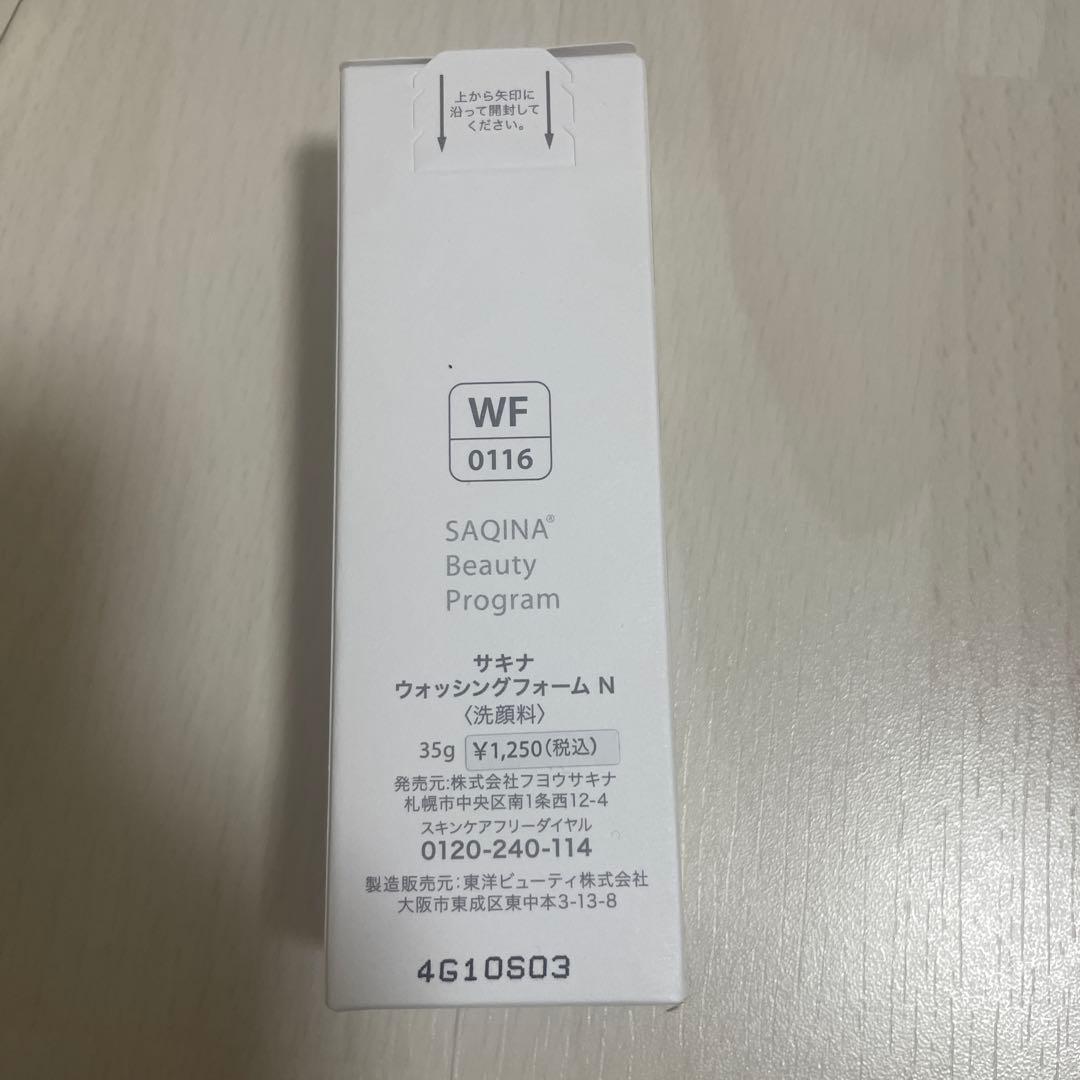 上から矢印に
沿って開封して
ください。
WF
0116
SAQINA®
Beauty
Program
サキナ
ウォッシングフォーム N
〈洗顔料〉
35g ¥1,250(税込)
発売元:株式会社フヨウサキナ
札幌市中央区南1条西12-4
スキンケアフリーダイヤル
0120-240-114
製造販売元:東洋ビューティ株式会社
大阪市東成区東中本3-13-8
4G10S03